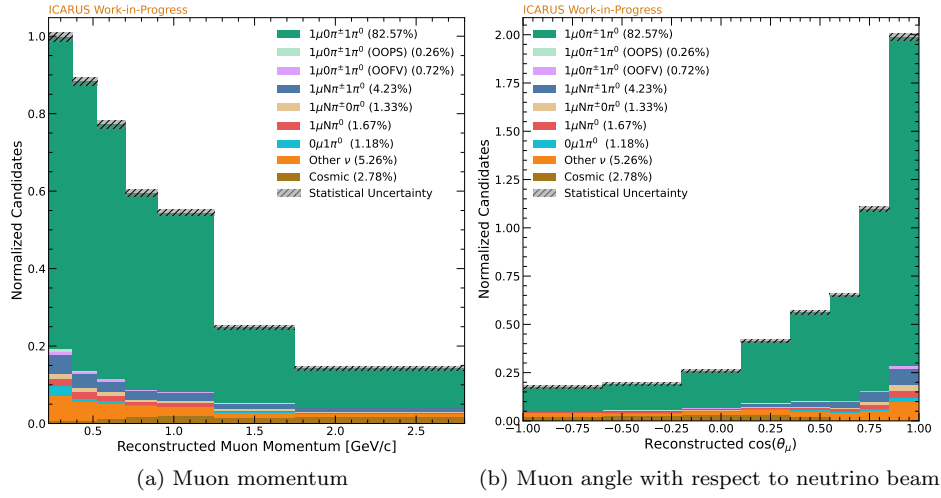 ICARUS Work-in-Progress
1μ0π±1π⁰ (82.57%)
1μ0π±1π⁰ (OOPS) (0.26%)
1μ0π±1π⁰ (OOFV) (0.72%)
1μNπ±1π⁰ (4.23%)
1μNπ±0π⁰ (1.33%)
1μNπ⁰ (1.67%)
0μ1π⁰ (1.18%)
Other ν (5.26%)
Cosmic (2.78%)
Statistical Uncertainty
Normalized Candidates
1.0
0.8
0.6
0.4
0.2
0.0
0.5 1.0 1.5 2.0 2.5
Reconstructed Muon Momentum [GeV/c]
(a) Muon momentum
ICARUS Work-in-Progress
1μ0π±1π⁰ (82.57%)
1μ0π±1π⁰ (OOPS) (0.26%)
1μ0π±1π⁰ (OOFV) (0.72%)
1μNπ±1π⁰ (4.23%)
1μNπ±0π⁰ (1.33%)
1μNπ⁰ (1.67%)
0μ1π⁰ (1.18%)
Other ν (5.26%)
Cosmic (2.78%)
Statistical Uncertainty
Normalized Candidates
2.00
1.75
1.50
1.25
1.00
0.75
0.50
0.25
0.00
−1.00 −0.75 −0.50 −0.25 0.00 0.25 0.50 0.75 1.00
Reconstructed cos(θμ)
(b) Muon angle with respect to neutrino beam